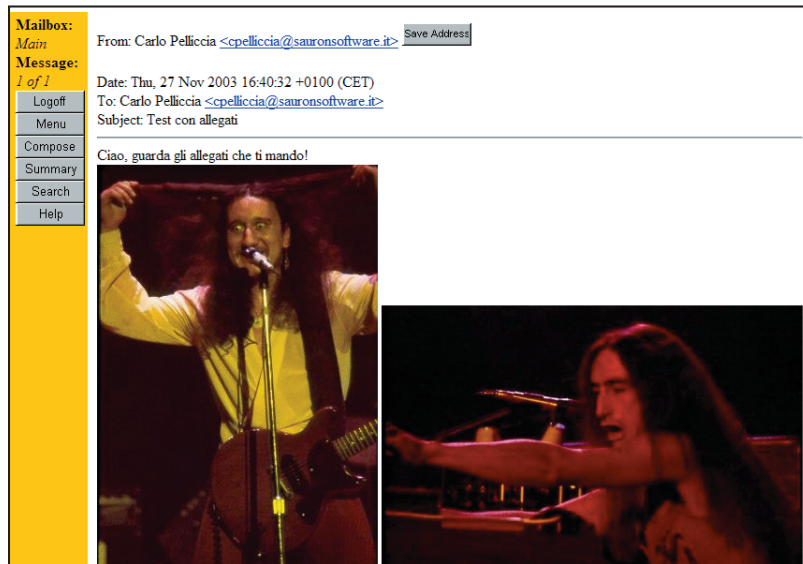 Mailbox:
Main
Message:
1 of 1
Logoff
Menu
Compose
Summary
Search
Help
From: Carlo Pelliccia <cpelliccia@sauronsoftware.it> Save Address
Date: Thu, 27 Nov 2003 16:40:32 +0100 (CET)
To: Carlo Pelliccia <cpelliccia@sauronsoftware.it>
Subject: Test con allegati
Ciao, guarda gli allegati che ti mando!